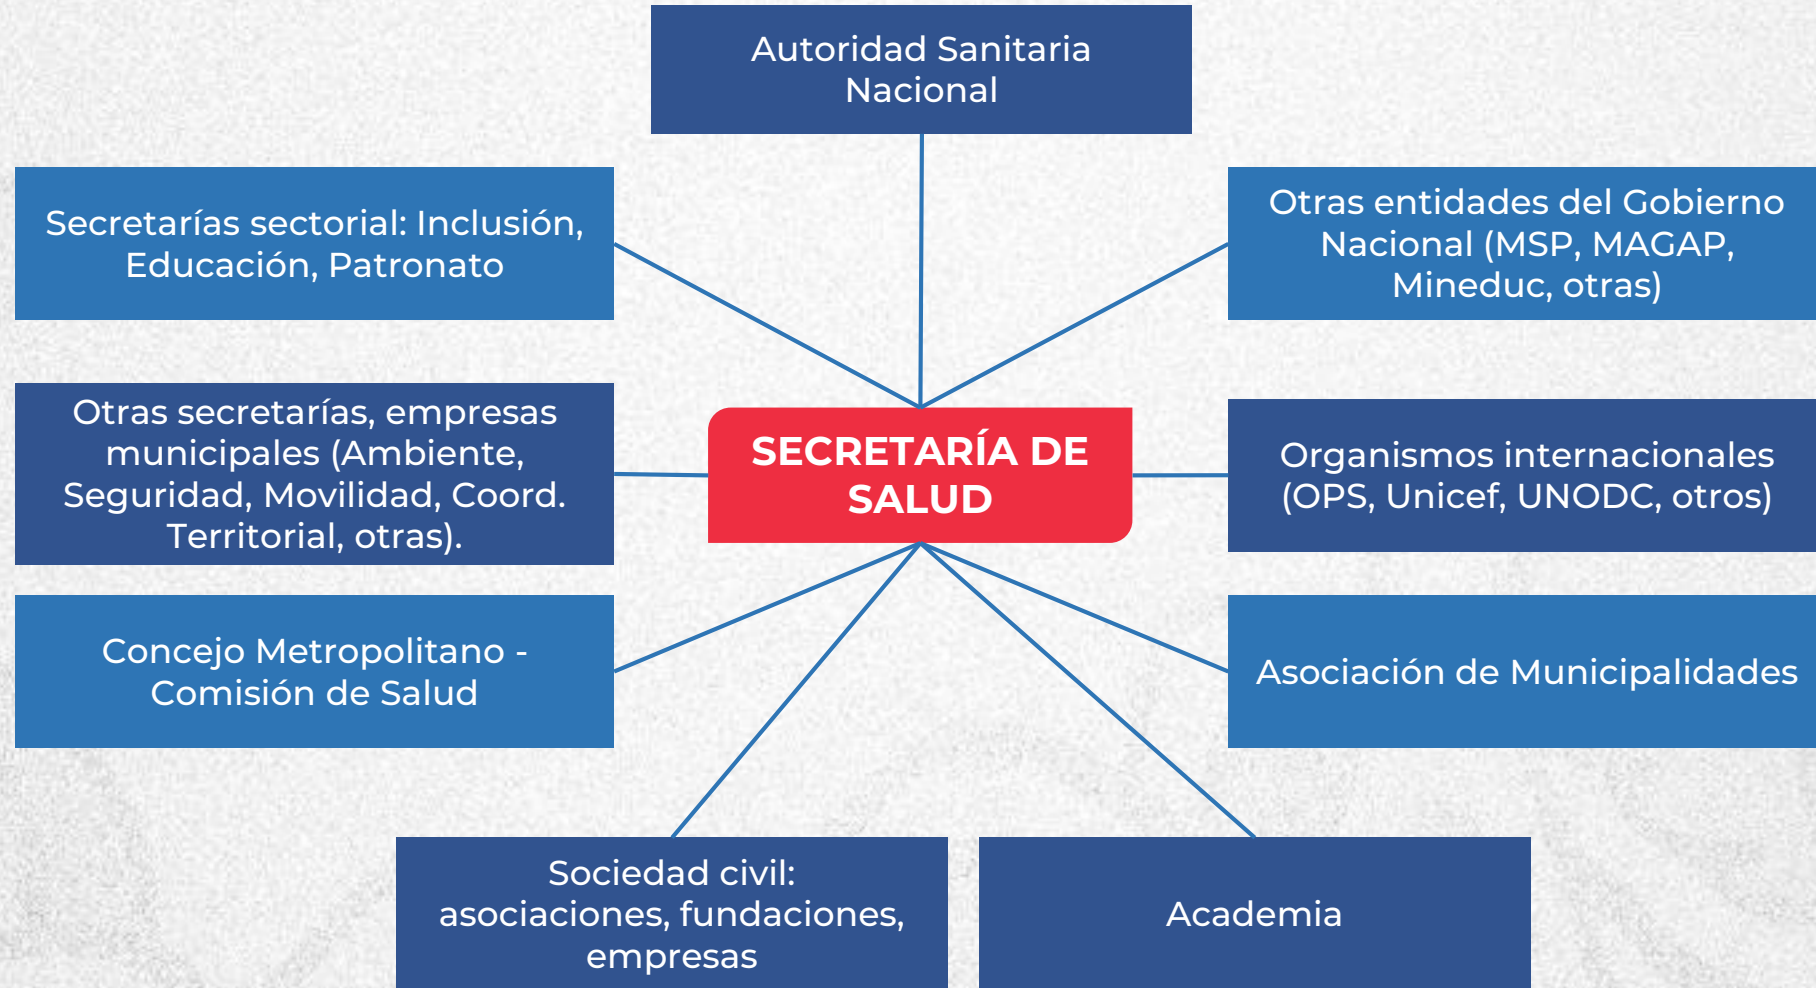 Autoridad Sanitaria
Nacional
Secretarías sectorial: Inclusión,
Educación, Patronato
Otras entidades del Gobierno
Nacional (MSP, MAGAP,
Mineduc, otras)
Otras secretarías, empresas
municipales (Ambiente,
Seguridad, Movilidad, Coord.
Territorial, otras).
SECRETARÍA DE
SALUD
Organismos internacionales
(OPS, Unicef, UNODC, otros)
Concejo Metropolitano -
Comisión de Salud
Asociación de Municipalidades
Sociedad civil:
asociaciones, fundaciones,
empresas
Academia